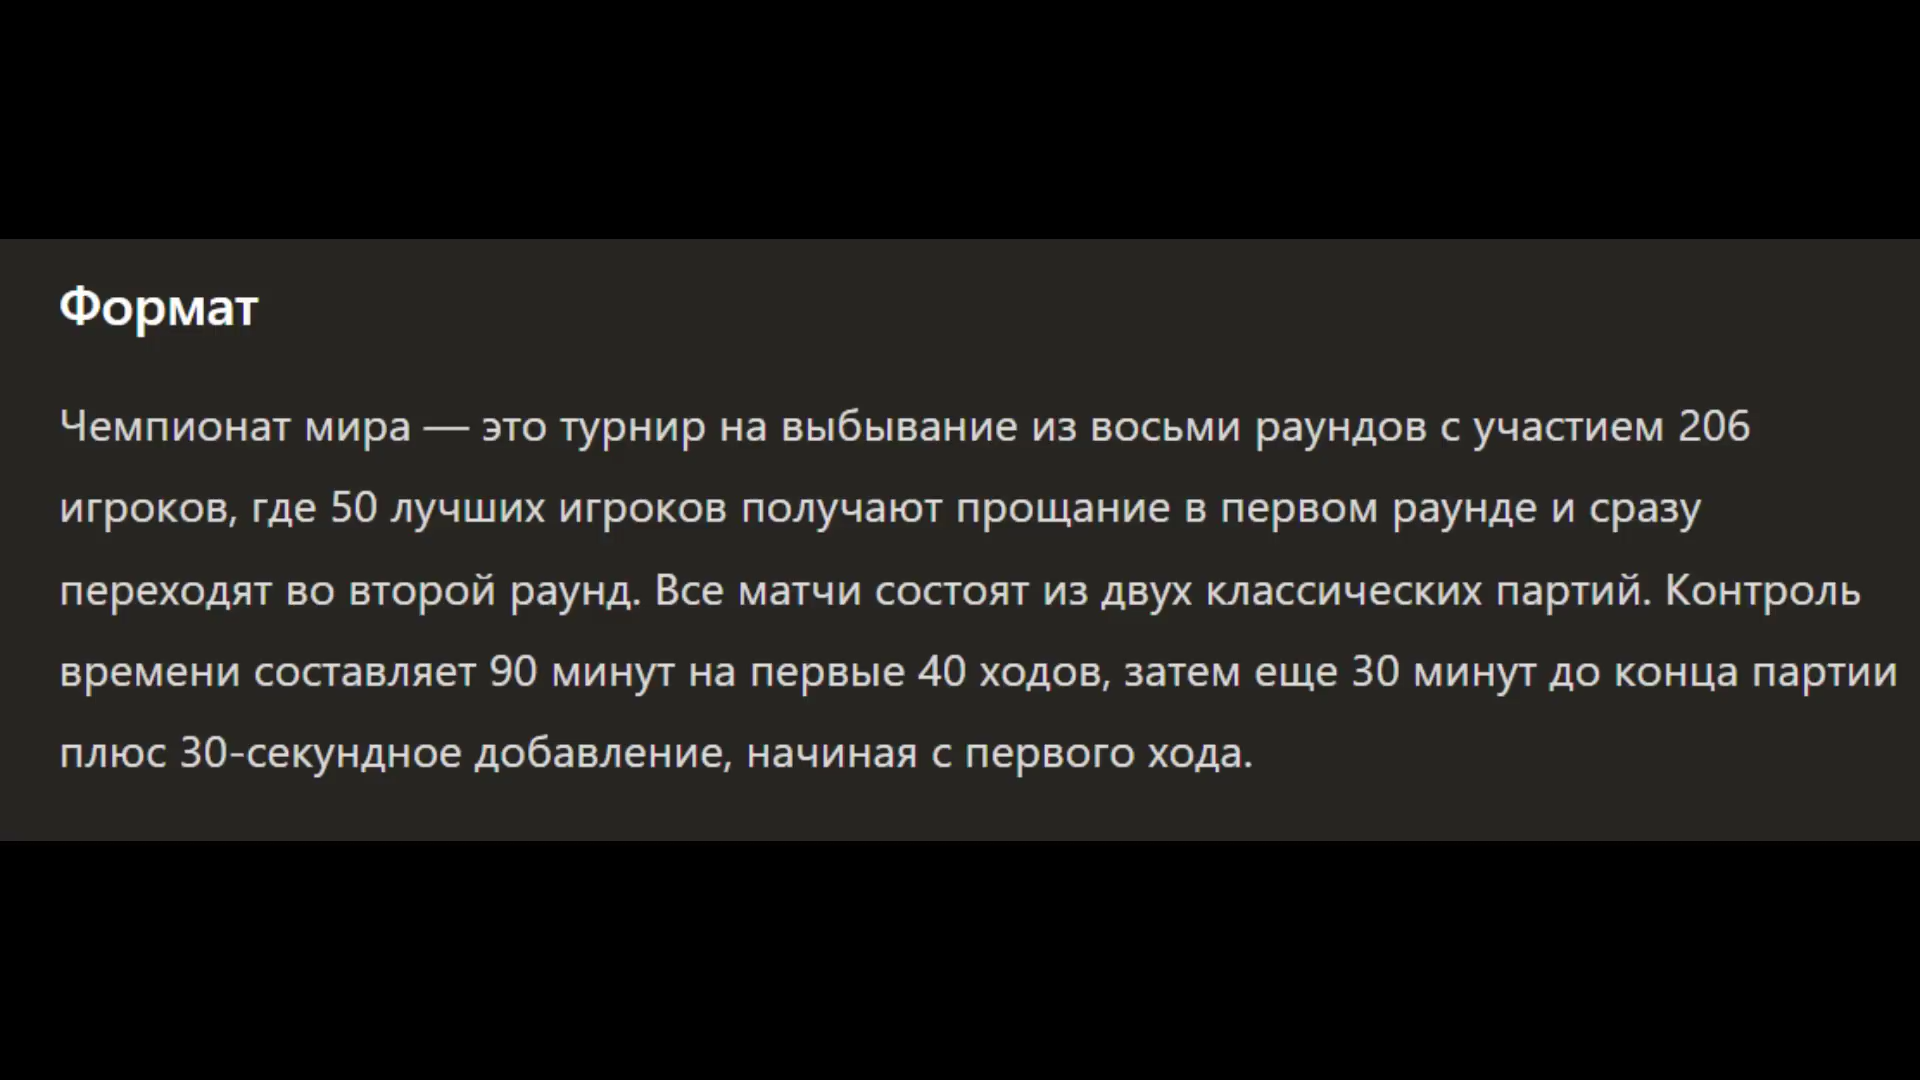 Формат
Чемпионат мира — это турнир на выбывание из восьми раундов с участием 206
игроков, где 50 лучших игроков получают прощание в первом раунде и сразу
переходят во второй раунд. Все матчи состоят из двух классических партий. Контроль
времени составляет 90 минут на первые 40 ходов, затем еще 30 минут до конца партии
плюс 30-секундное добавление, начиная с первого хода.